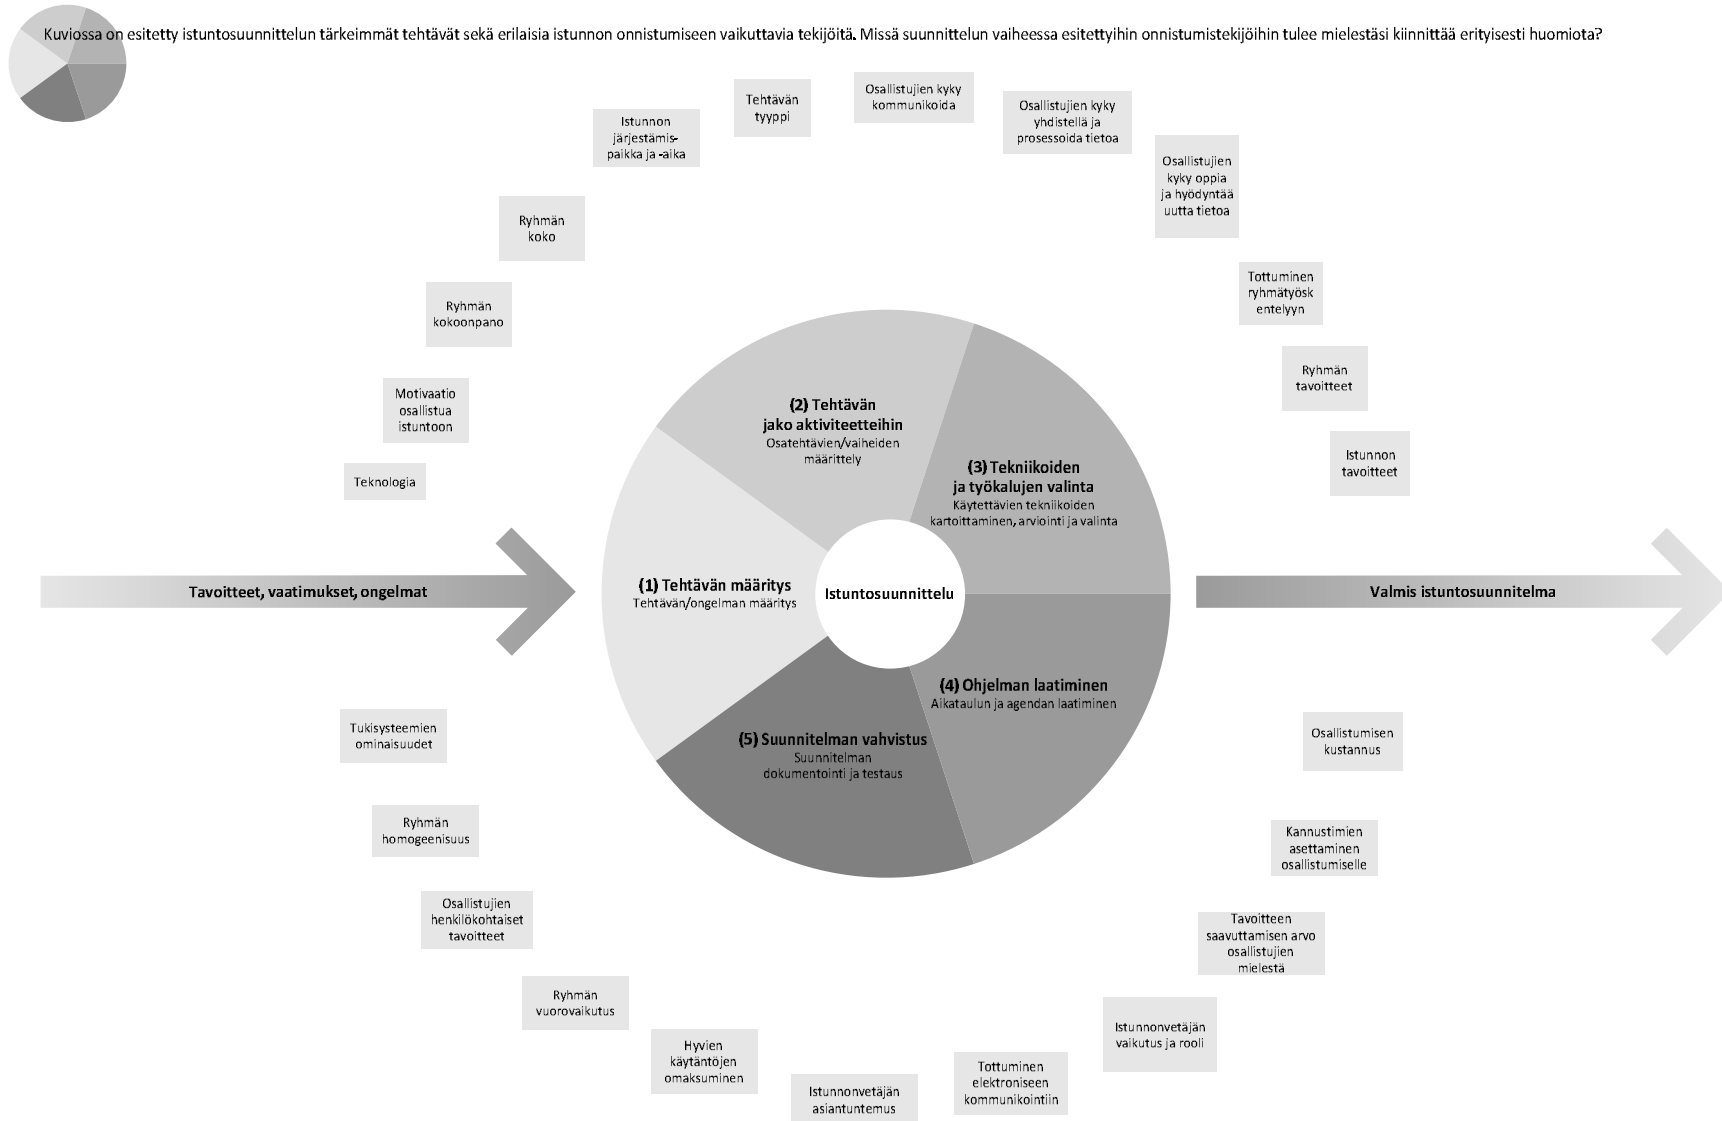 Kuviossa on esitetty istuntosuunnittelun tärkeimmät tehtävät sekä erilaisia istunnon onnistumiseen vaikuttavia tekijöitä. Missä suunnittelun vaiheessa esitettyihin onnistumistekijöihin tulee mielestäsi kiinnittää erityisesti huomiota?
Tehtävän
tyyppi
Osallistujien kyky
kommunikoida
Osallistujien kyky
yhdistellä ja
prosessoida tietoa
Istunnon
järjestämis-
paikka ja -aika
Osallistujien
kyky oppia
ja hyödyntää
uutta tietoa
Ryhmän
koko
Tottuminen
ryhmätyösk
entelyyn
Ryhmän
kokoonpano
Ryhmän
tavoitteet
Motivaatio
osallistua
istuntoon
Istunnon
tavoitteet
Teknologia
(2) Tehtävän
jako aktiviteetteihin
Osatehtävien/vaiheiden
määrittely
(3) Tekniikoiden
ja työkalujen valinta
Käytettävien tekniikoiden
kartoittaminen, arviointi ja valinta
Tavoitteet, vaatimukset, ongelmat
(1) Tehtävän määritys
Tehtävän/ongelman määritys
Istuntosuunnittelu
Valmis istuntosuunnitelma
(4) Ohjelman laatiminen
Aikataulun ja agendan laatiminen
(5) Suunnitelman vahvistus
Suunnitelman
dokumentointi ja testaus
Tukisysteemien
ominaisuudet
Osallistumisen
kustannus
Ryhmän
homogeenisuus
Kannustimien
asettaminen
osallistumiselle
Osallistujien
henkilökohtaiset
tavoitteet
Tavoitteen
saavuttamisen arvo
osallistujien
mielestä
Ryhmän
vuorovaikutus
Istunnonvetäjän
vaikutus ja rooli
Hyvien
käytäntöjen
omaksuminen
Istunnonvetäjän
asiantuntemus
Tottuminen
elektroniseen
kommunikointiin